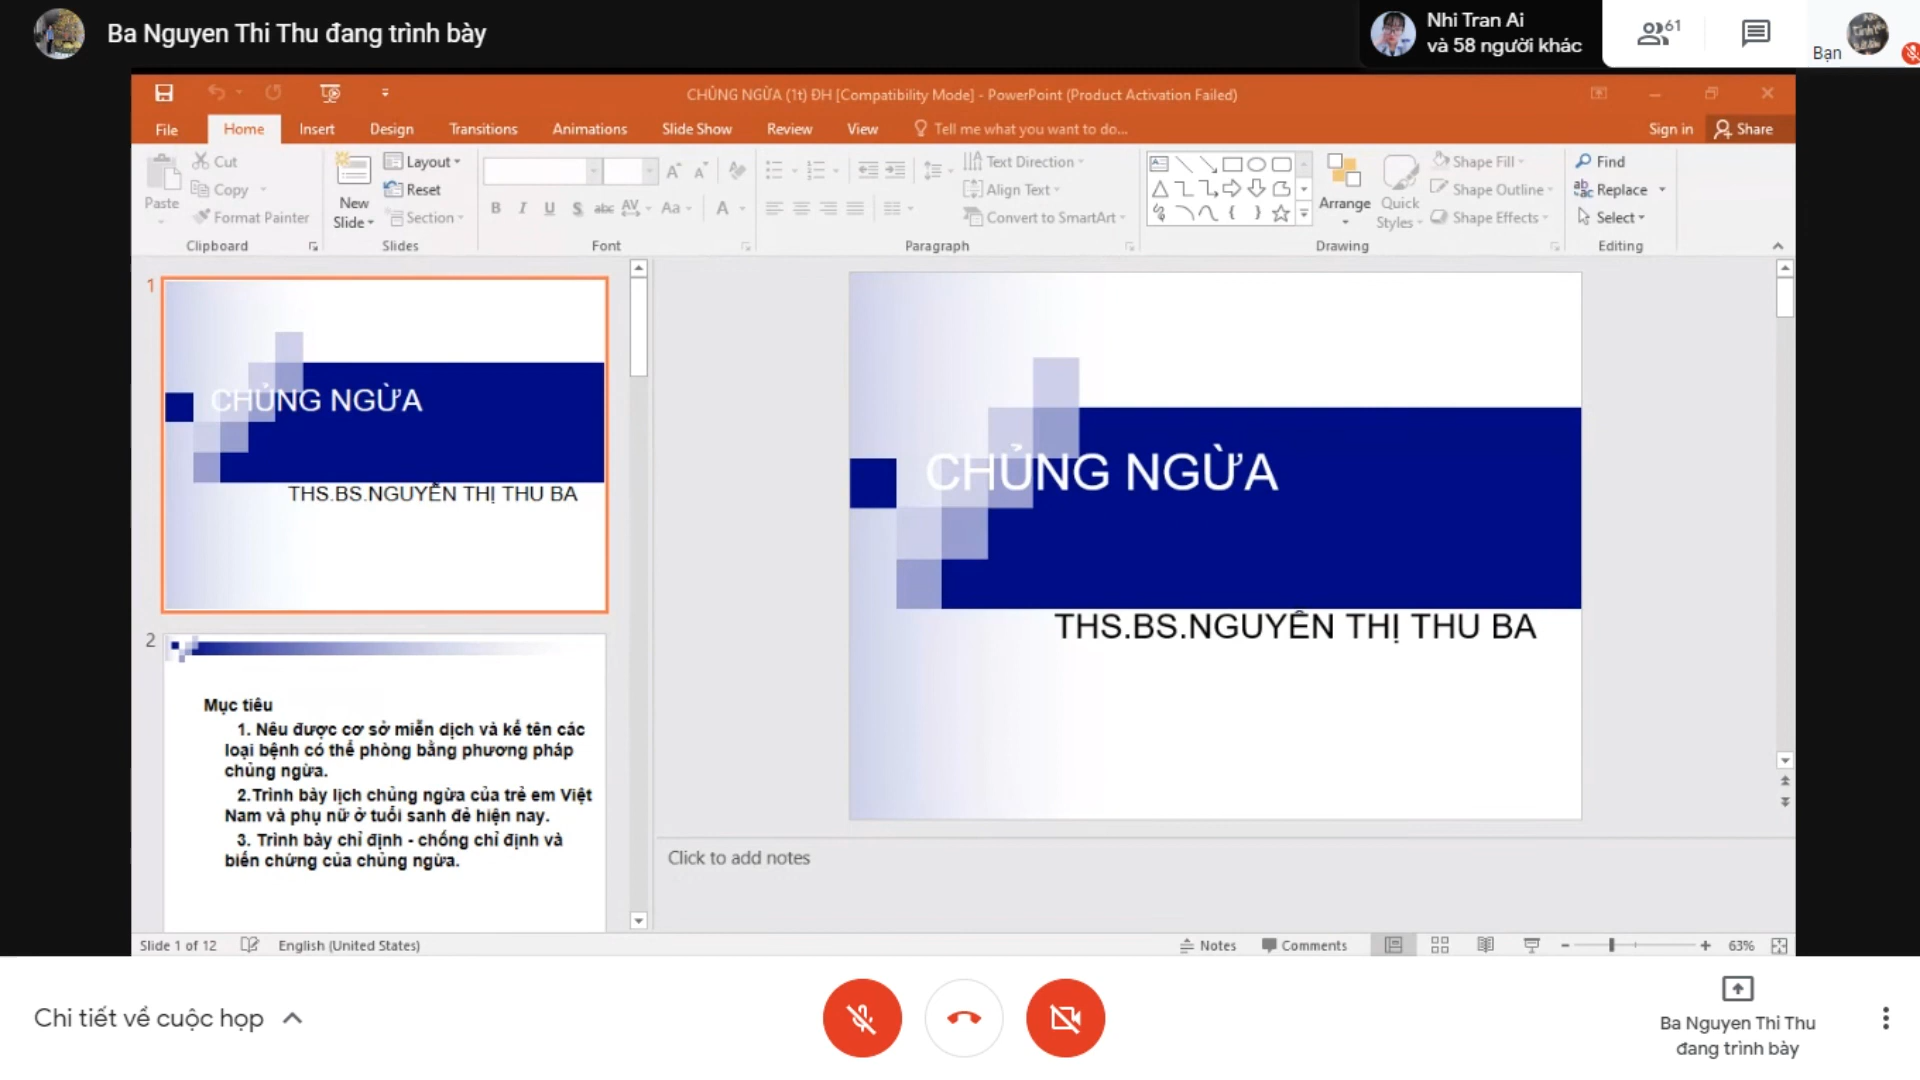 Ba Nguyen Thi Thu đang trình bày
Nhi Tran Ai
và 58 người khác
61
Bạn
CHỦNG NGỪA (1t) ĐH [Compatibility Mode] - PowerPoint (Product Activation Failed)
File
Home
Insert
Design
Transitions
Animations
Slide Show
Review
View
Tell me what you want to do...
Sign in
Share
Paste
Cut
Copy
Format Painter
Clipboard
New
Slide
Layout
Reset
Section
Slides
B I U S abc AV Aa A
Font
Text Direction
Align Text
Convert to SmartArt
Paragraph
Arrange
Quick
Styles
Shape Fill
Shape Outline
Shape Effects
Drawing
Find
Replace
Select
Editing
1
CHỦNG NGỪA
THS.BS.NGUYỄN THỊ THU BA
2
Mục tiêu
1. Nêu được cơ sở miễn dịch và kể tên các
loại bệnh có thể phòng bằng phương pháp
chủng ngừa.
2.Trình bày lịch chủng ngừa của trẻ em Việt
Nam và phụ nữ ở tuổi sanh đẻ hiện nay.
3. Trình bày chỉ định - chống chỉ định và
biến chứng của chủng ngừa.
CHỦNG NGỪA
THS.BS.NGUYỄN THỊ THU BA
Click to add notes
Slide 1 of 12
English (United States)
Notes
Comments
63%
Chi tiết về cuộc họp
Ba Nguyen Thi Thu
đang trình bày